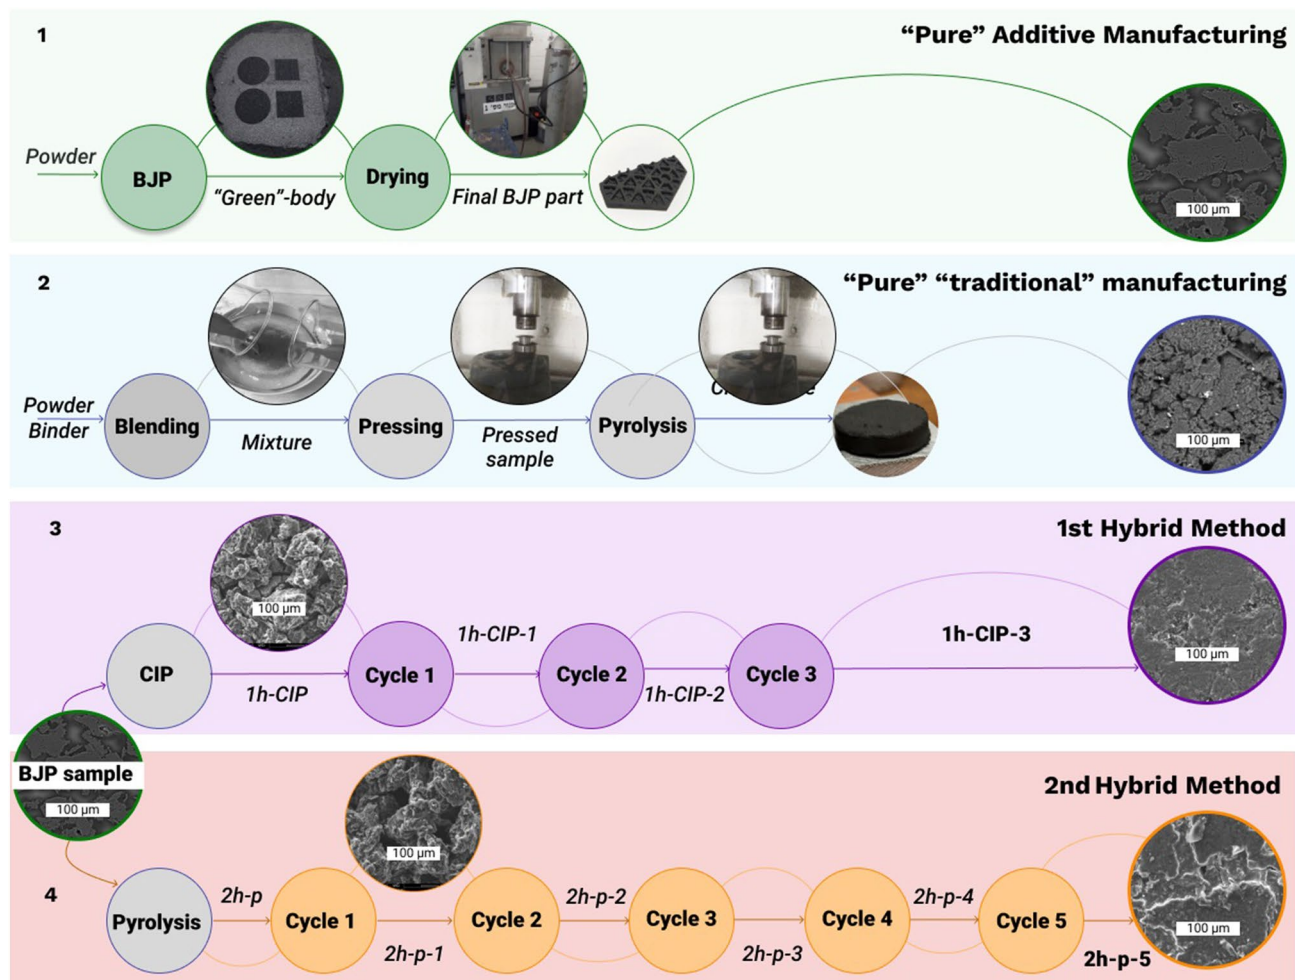 1
“Pure” Additive Manufacturing
Powder
BJP
“Green”-body
Drying
Final BJP part
100 µm
2
“Pure” “traditional” manufacturing
Powder
Binder
Blending
Mixture
Pressing
Pressed
sample
Pyrolysis
100 µm
3
1st Hybrid Method
100 µm
CIP
1h-CIP
Cycle 1
1h-CIP-1
Cycle 2
1h-CIP-2
Cycle 3
1h-CIP-3
100 µm
BJP sample
100 µm
2nd Hybrid Method
100 µm
4
Pyrolysis
2h-p
Cycle 1
2h-p-1
Cycle 2
2h-p-2
Cycle 3
2h-p-3
Cycle 4
2h-p-4
Cycle 5
2h-p-5
100 µm